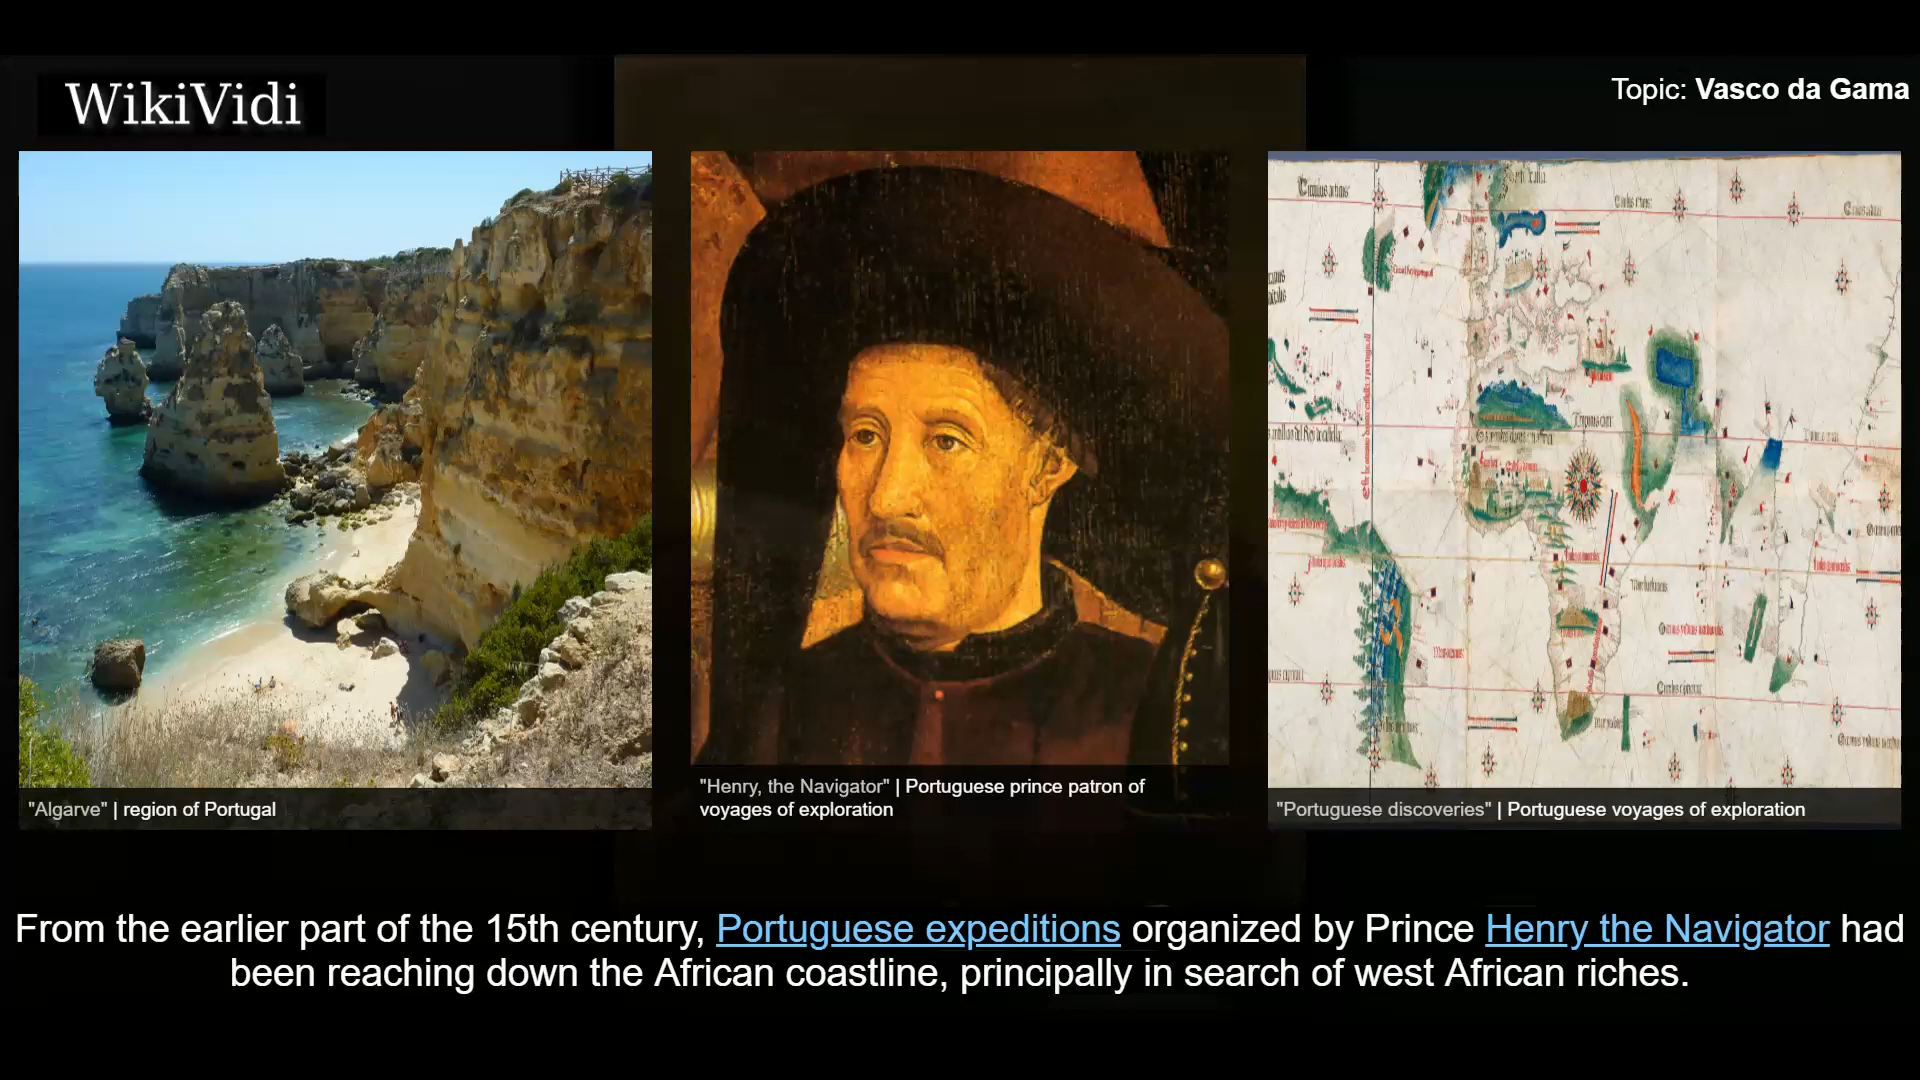 WikiVidi
Topic: Vasco da Gama
"Algarve" | region of Portugal
"Henry, the Navigator" | Portuguese prince patron of
voyages of exploration
"Portuguese discoveries" | Portuguese voyages of exploration
From the earlier part of the 15th century, Portuguese expeditions organized by Prince Henry the Navigator had
been reaching down the African coastline, principally in search of west African riches.